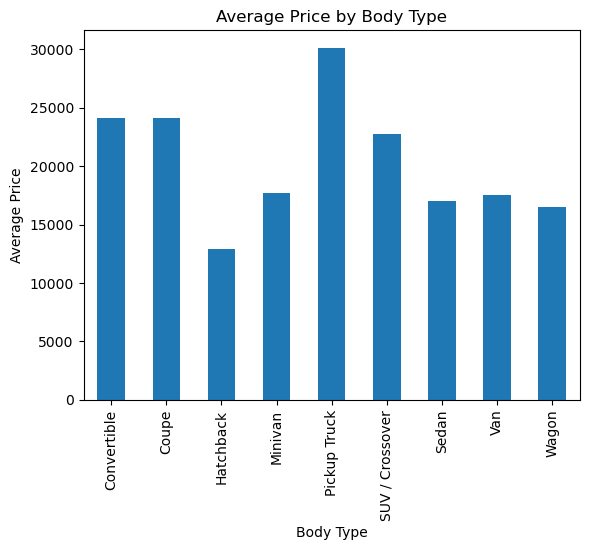 Average Price by Body Type
Average Price
30000
25000
20000
15000
10000
5000
0
Convertible
Coupe
Hatchback
Minivan
Pickup Truck
SUV / Crossover
Sedan
Van
Wagon
Body Type